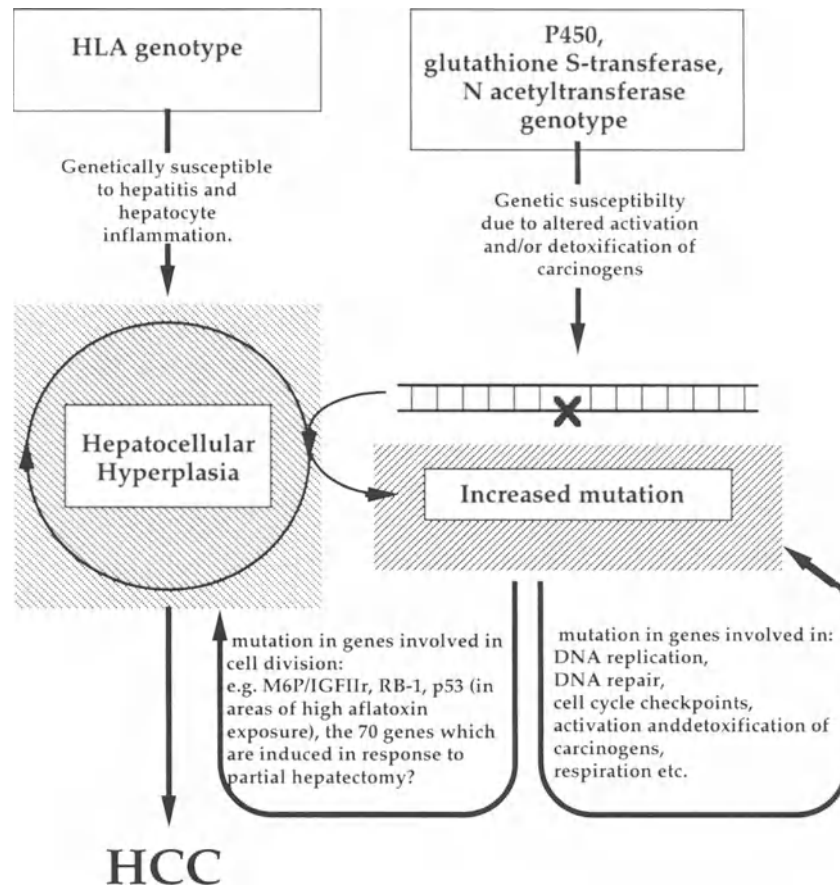 HLA genotype
P450,
glutathione S-transferase,
N acetyltransferase
genotype
Genetically susceptible
to hepatitis and
hepatocyte
inflammation.
Genetic susceptibilty
due to altered activation
and/or detoxification of
carcinogens
Hepatocellular
Hyperplasia
Increased mutation
mutation in genes involved in
cell division:
e.g. M6P/IGFIIr, RB-1, p53 (in
areas of high aflatoxin
exposure), the 70 genes which
are induced in response to
partial hepatectomy?
mutation in genes involved in:
DNA replication,
DNA repair,
cell cycle checkpoints,
activation anddetoxification of
carcinogens,
respiration etc.
HCC